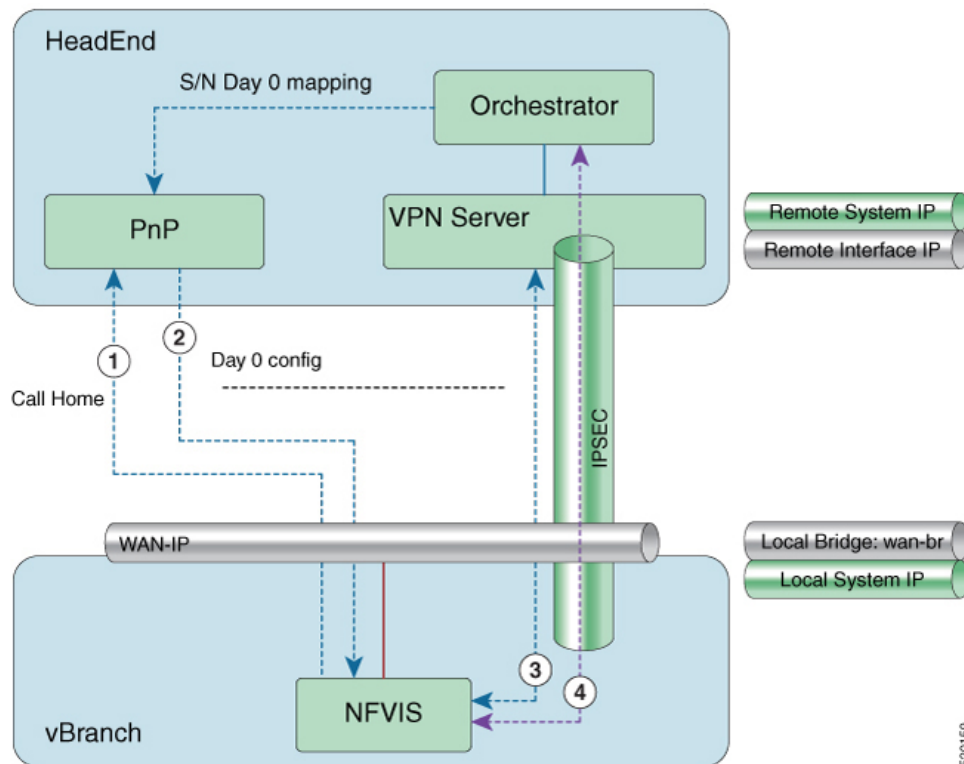 HeadEnd
S/N Day 0 mapping
Orchestrator
PnP
VPN Server
Remote System IP
Remote Interface IP
1
2
Day 0 config
Call Home
IPSEC
WAN-IP
Local Bridge: wan-br
Local System IP
3
4
NFVIS
vBranch